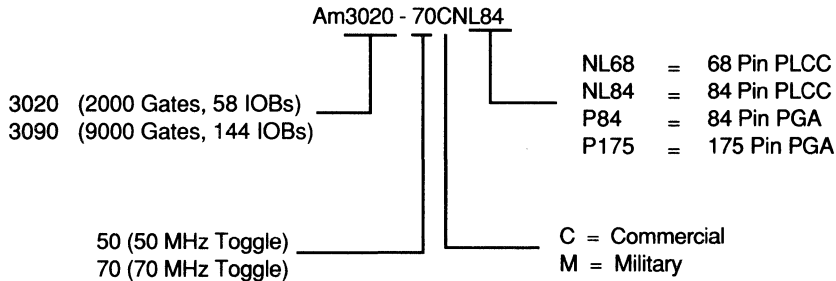 Am3020 - 70CNL84
3020 (2000 Gates, 58 IOBs)
3090 (9000 Gates, 144 IOBs)
NL68 = 68 Pin PLCC
NL84 = 84 Pin PLCC
P84 = 84 Pin PGA
P175 = 175 Pin PGA
50 (50 MHz Toggle)
70 (70 MHz Toggle)
C = Commercial
M = Military